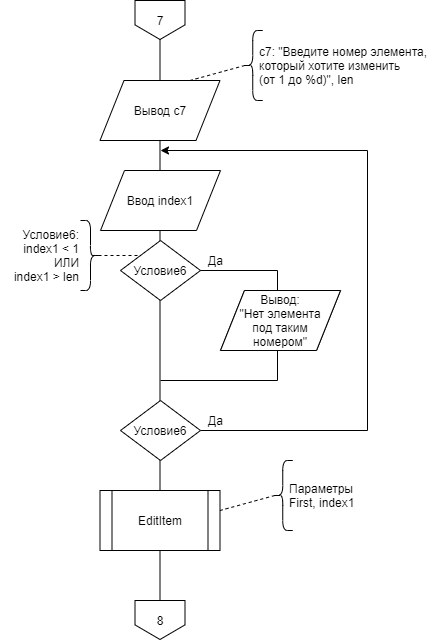 7
с7: "Введите номер элемента,
который хотите изменить
(от 1 до %d)", len
Вывод с7
Ввод index1
Условие6:
index1 < 1
ИЛИ
index1 > len
Условие6
Да
Вывод:
"Нет элемента
под таким
номером"
Условие6
Да
EditItem
Параметры
First, index1
8